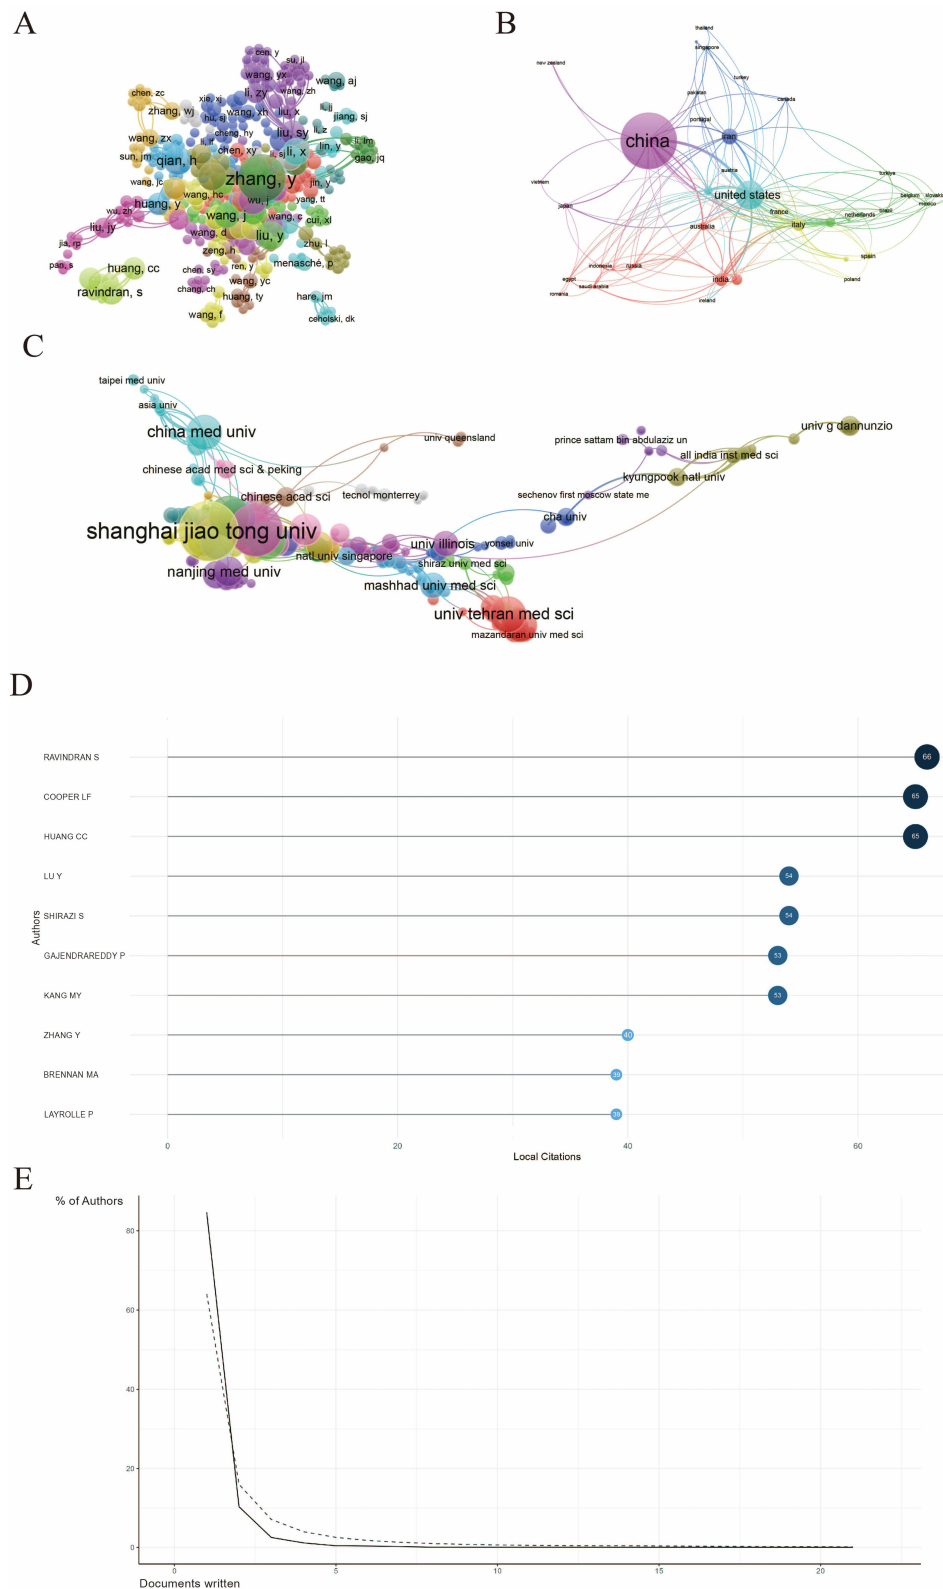 A
cen, y
su, jl
wang, yx
wang, aj
chen, zc
li, zy
wang, zh
xie, xj
zhang, wj
hu, sj
wang, xh
liu, x
li, jj
jiang, sj
cheng, hy
liu, sy
li, z
wang, zx
li, lf
chen, xy
li, sj
li, x
lin, y
li, lm
sun, jm
qian, h
gao, jq
wang, jc
zhang, y
jin, y
wang, hc
wu, j
yang, tt
wu, zh
huang, y
wang, j
wang, c
cui, xl
liu, jy
wang, d
liu, y
zhu, l
jia, rp
zeng, h
pan, s
huang, cc
chen, sy
ren, y
menasché, p
ravindran, s
chang, ch
wang, yc
huang, ty
hare, jm
wang, f
ceholski, dk
B
thailand
singapore
new zealand
turkey
pakistan
canada
portugal
china
iran
austria
vietnam
united states
turkiye
belgium
slovakia
japan
mexico
france
brazil
netherlands
australia
italy
indonesia
russia
spain
egypt
india
poland
saudi arabia
romania
ireland
C
taipei med univ
asia univ
china med univ
univ queensland
univ g dannunzio
prince sattam bin abdulaziz un
all india inst med sci
chinese acad med sci & peking
kyungpook natl univ
chinese acad sci
tecnol monterrey
sechenov first moscow state me
cha univ
shanghai jiao tong univ
univ illinois
yonsei univ
natl univ singapore
shiraz univ med sci
nanjing med univ
mashhad univ med sci
univ tehran med sci
mazandaran univ med sci
D
Authors
RAVINDRAN S
66
COOPER LF
65
HUANG CC
65
LU Y
54
SHIRAZI S
54
GAJENDRAREDDY P
53
KANG MY
53
ZHANG Y
40
BRENNAN MA
39
LAYROLLE P
39
0
20
40
60
Local Citations
E
% of Authors
80
60
40
20
0
0
5
10
15
20
Documents written